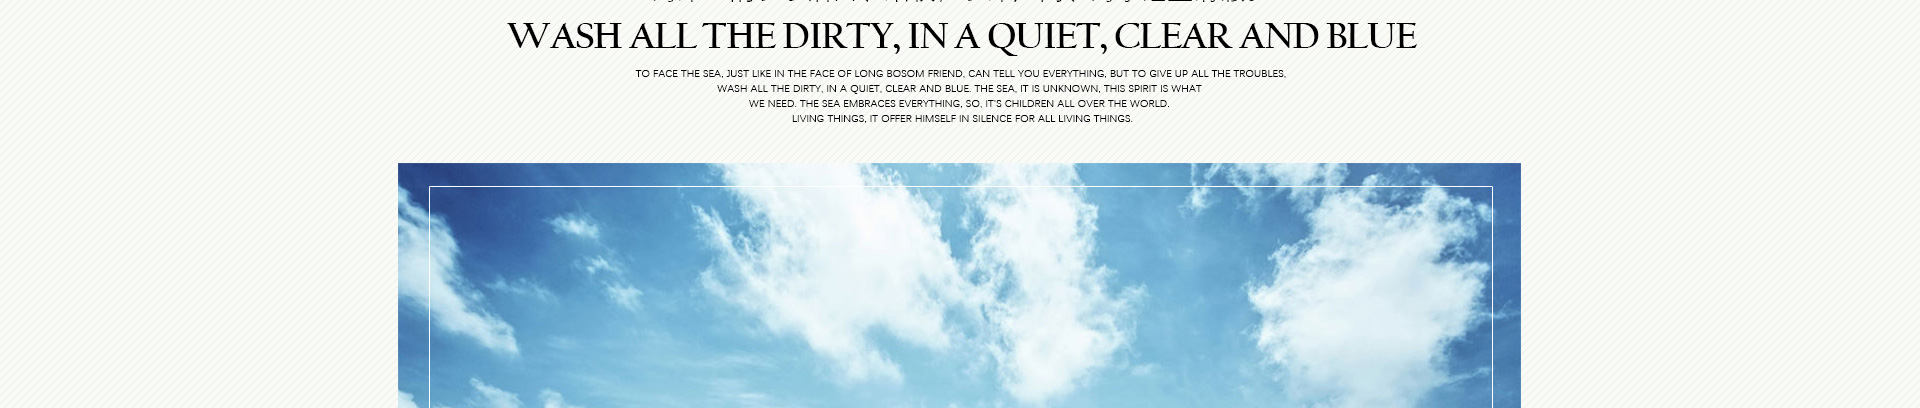 WASH ALL THE DIRTY, IN A QUIET, CLEAR AND BLUE
TO FACE THE SEA, JUST LIKE IN THE FACE OF LONG BOSOM FRIEND, CAN TELL YOU EVERYTHING, BUT TO GIVE UP ALL THE TROUBLES,
WASH ALL THE DIRTY, IN A QUIET, CLEAR AND BLUE. THE SEA, IT IS UNKNOWN, THIS SPIRIT IS WHAT
WE NEED. THE SEA EMBRACES EVERYTHING, SO, IT'S CHILDREN ALL OVER THE WORLD.
LIVING THINGS, IT OFFER HIMSELF IN SILENCE FOR ALL LIVING THINGS.